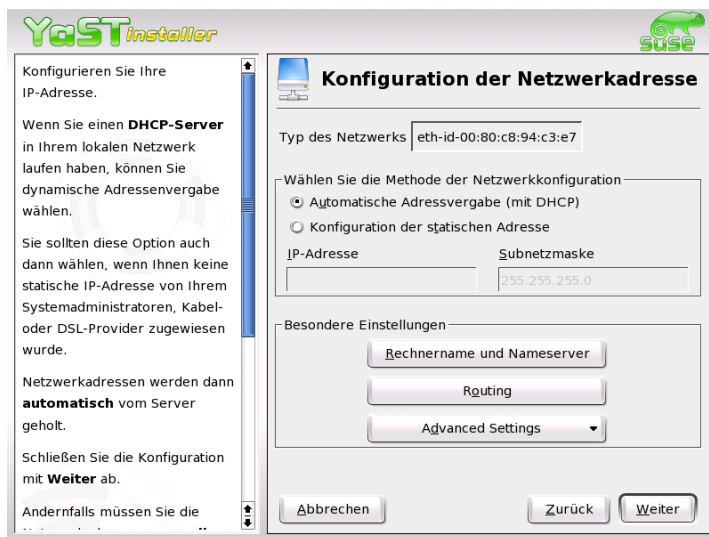 YaST installer
SUSE
Konfigurieren Sie Ihre
IP-Adresse.
Wenn Sie einen DHCP-Server
in Ihrem lokalen Netzwerk
laufen haben, können Sie
dynamische Adressenvergabe
wählen.
Sie sollten diese Option auch
dann wählen, wenn Ihnen keine
statische IP-Adresse von Ihrem
Systemadministratoren, Kabel-
oder DSL-Provider zugewiesen
wurde.
Netzwerkadressen werden dann
automatisch vom Server
geholt.
Schließen Sie die Konfiguration
mit Weiter ab.
Andernfalls müssen Sie die
Konfiguration der Netzwerkadresse
Typ des Netzwerks eth-id-00:80:c8:94:c3:e7
Wählen Sie die Methode der Netzwerkkonfiguration
Automatische Adressvergabe (mit DHCP)
Konfiguration der statischen Adresse
IP-Adresse Subnetzmaske
255.255.255.0
Besondere Einstellungen
Rechnername und Nameserver
Routing
Advanced Settings
Abbrechen Zurück Weiter